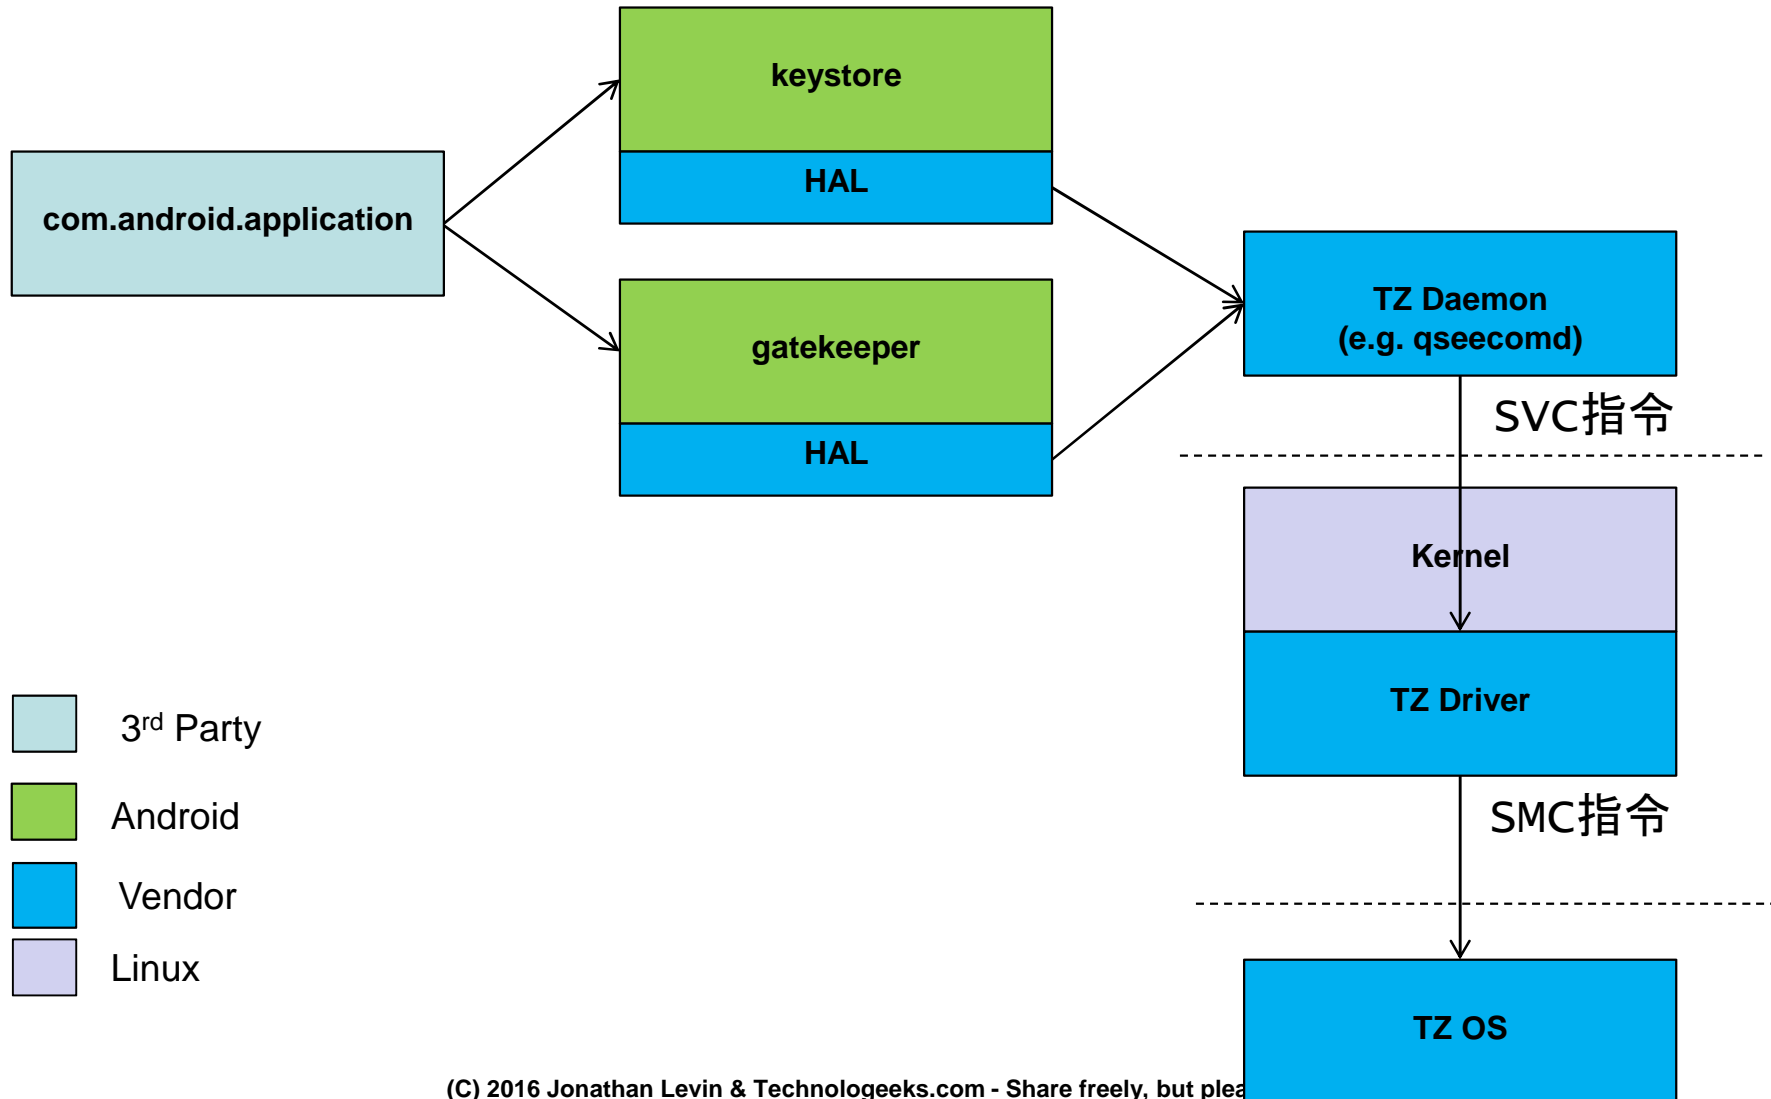 keystore
HAL
com.android.application
gatekeeper
HAL
TZ Daemon
(e.g. qseecomd)
SVC指令
Kernel
TZ Driver
SMC指令
TZ OS
3rd Party
Android
Vendor
Linux
(C) 2016 Jonathan Levin & Technologeeks.com - Share freely, but